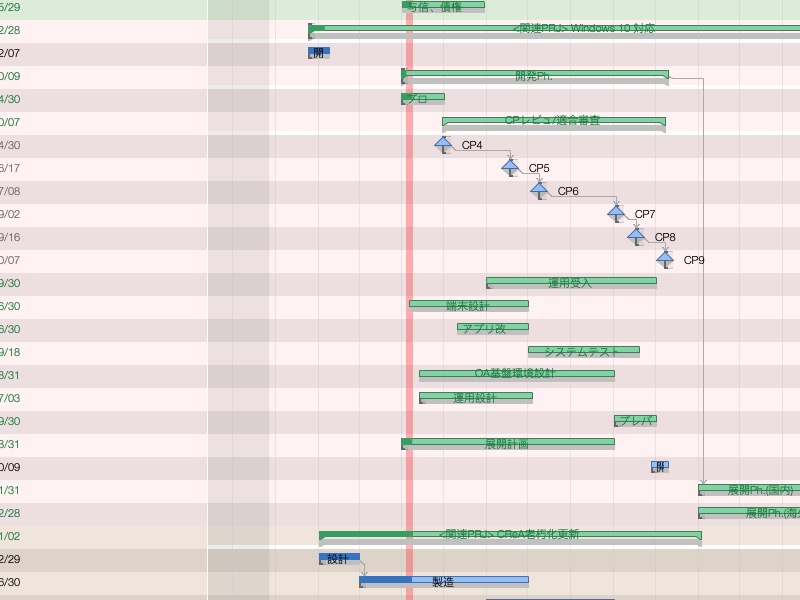 5/29 与信、債権
2/28 <関連PRJ> Windows 10 対応
2/07 開
0/09 開発Ph.
4/30 プロ
0/07 CPレビュ/適合審査
4/30 CP4
6/17 CP5
7/08 CP6
9/02 CP7
9/16 CP8
0/07 CP9
9/30 運用受入
6/30 端末設計
6/30 アプリ改
9/18 システムテスト
8/31 OA基盤環境設計
7/03 運用設計
9/30 プレパ
8/31 展開計画
0/09 開
1/31 展開Ph.(国内)
2/28 展開Ph.(海外
1/02 <関連PRJ> CReA老朽化更新
2/29 設計
6/30 製造